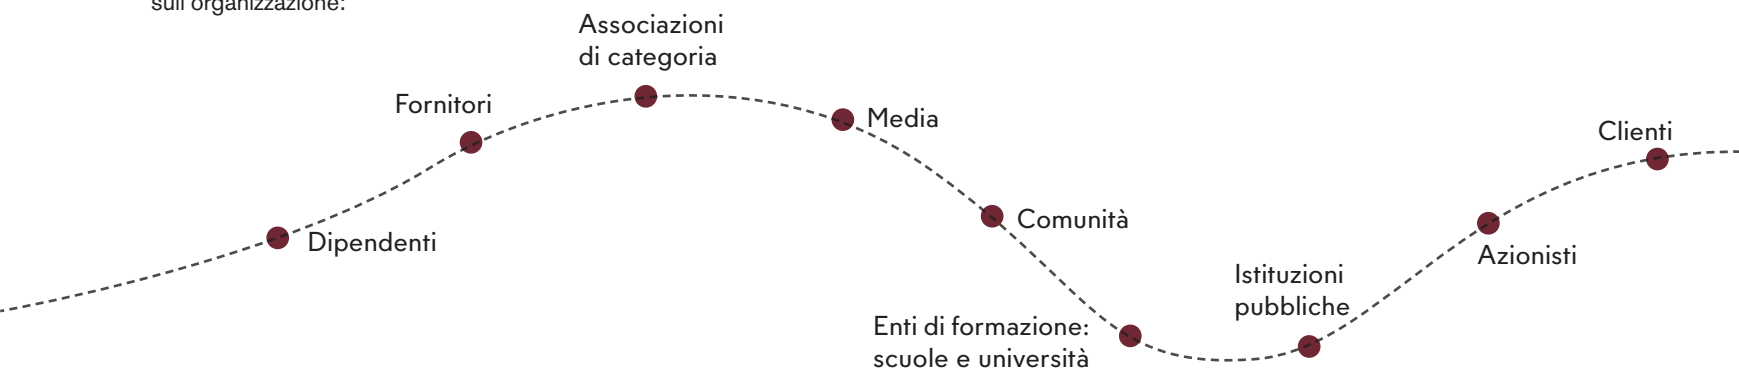 sull'organizzazione:
Associazioni
di categoria
Fornitori
Media
Clienti
Dipendenti
Comunità
Azionisti
Istituzioni
pubbliche
Enti di formazione:
scuole e università